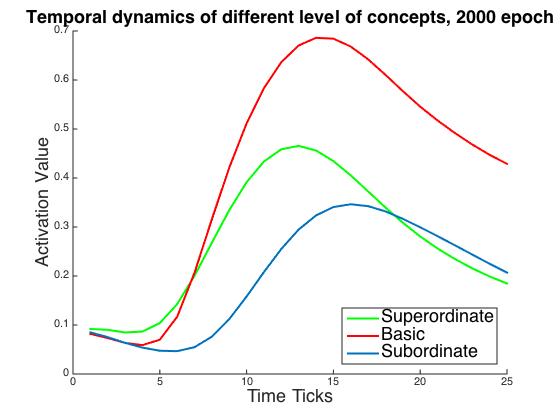 Temporal dynamics of different level of concepts, 2000 epoch
0.7
0.6
0.5
0.4
0.3
0.2
0.1
0
Activation Value
0 5 10 15 20 25
Time Ticks
Superordinate
Basic
Subordinate